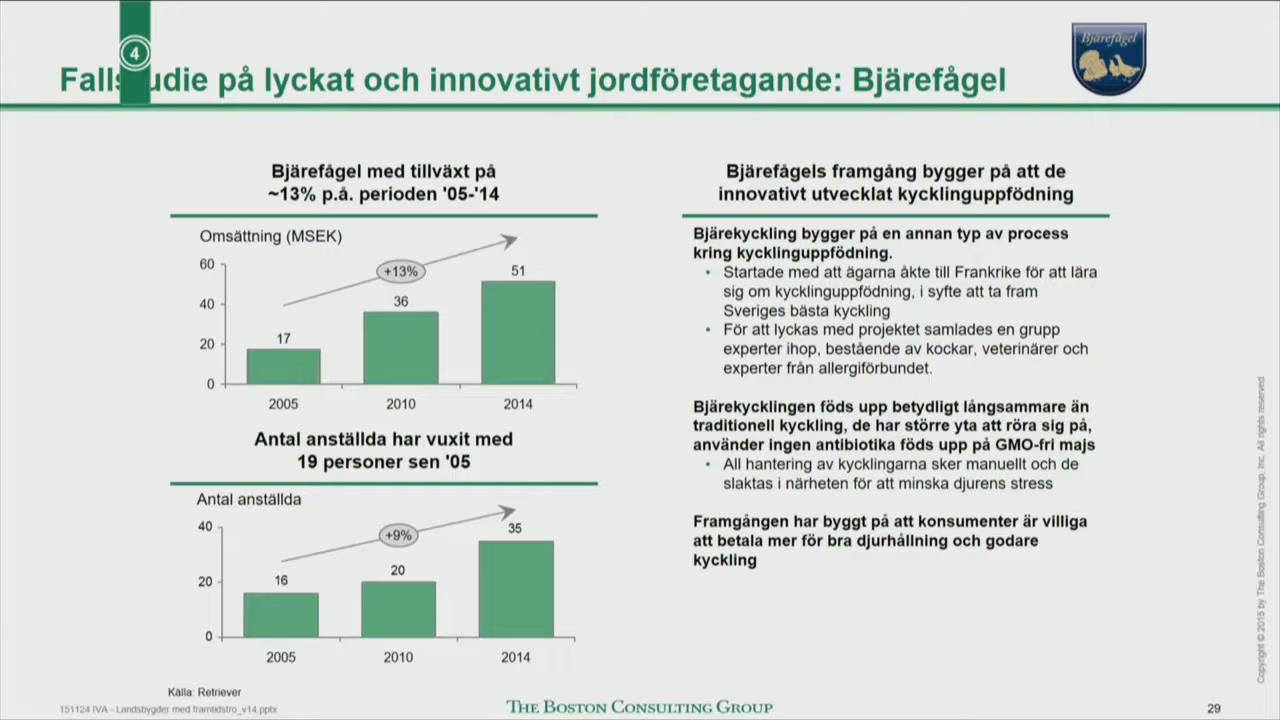 4
Fallstudie på lyckat och innovativt jordföretagande: Bjärefågel
Bjärefågel
Bjärefågel med tillväxt på
~13% p.å. perioden '05-'14
Omsättning (MSEK)
60
40
20
0
+13%
17
36
51
2005
2010
2014
Antal anställda har vuxit med
19 personer sen '05
Antal anställda
40
20
0
+9%
16
20
35
2005
2010
2014
Källa: Retriever
Bjärefågels framgång bygger på att de
innovativt utvecklat kycklinguppfödning
Bjärekyckling bygger på en annan typ av process
kring kycklinguppfödning.
• Startade med att ägarna åkte till Frankrike för att lära
sig om kycklinguppfödning, i syfte att ta fram
Sveriges bästa kyckling
• För att lyckas med projektet samlades en grupp
experter ihop, bestående av kockar, veterinärer och
experter från allergiförbundet.
Bjärekycklingen föds upp betydligt långsammare än
traditionell kyckling, de har större yta att röra sig på,
använder ingen antibiotika föds upp på GMO-fri majs
• All hantering av kycklingarna sker manuellt och de
slaktas i närheten för att minska djurens stress
Framgången har byggt på att konsumenter är villiga
att betala mer för bra djurhållning och godare
kyckling
Copyright © 2015 by The Boston Consulting Group, Inc. All rights reserved
151124 IVA - Landsbygder med framtidstro_v14.pptx
THE BOSTON CONSULTING GROUP
29